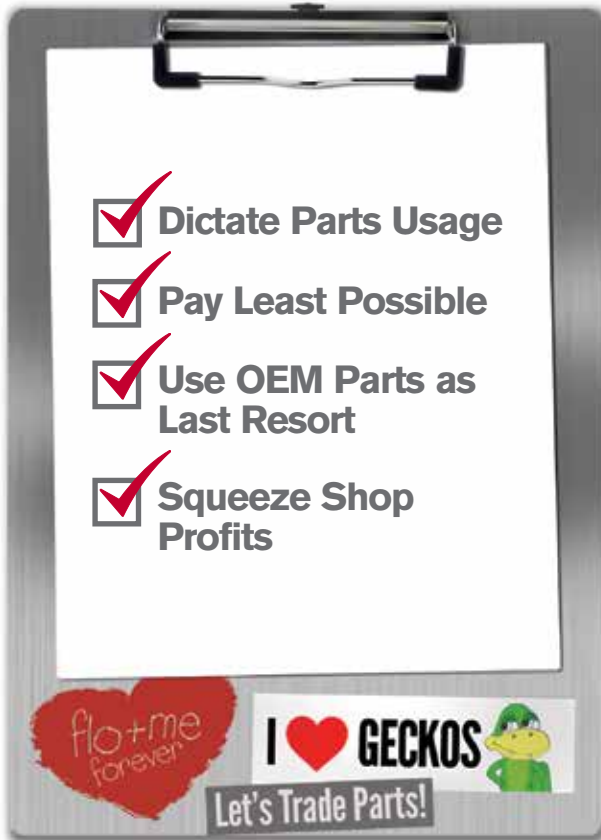 Dictate Parts Usage
Pay Least Possible
Use OEM Parts as
Last Resort
Squeeze Shop
Profits
flo+me
forever
I ❤ GECKOS
Let's Trade Parts!